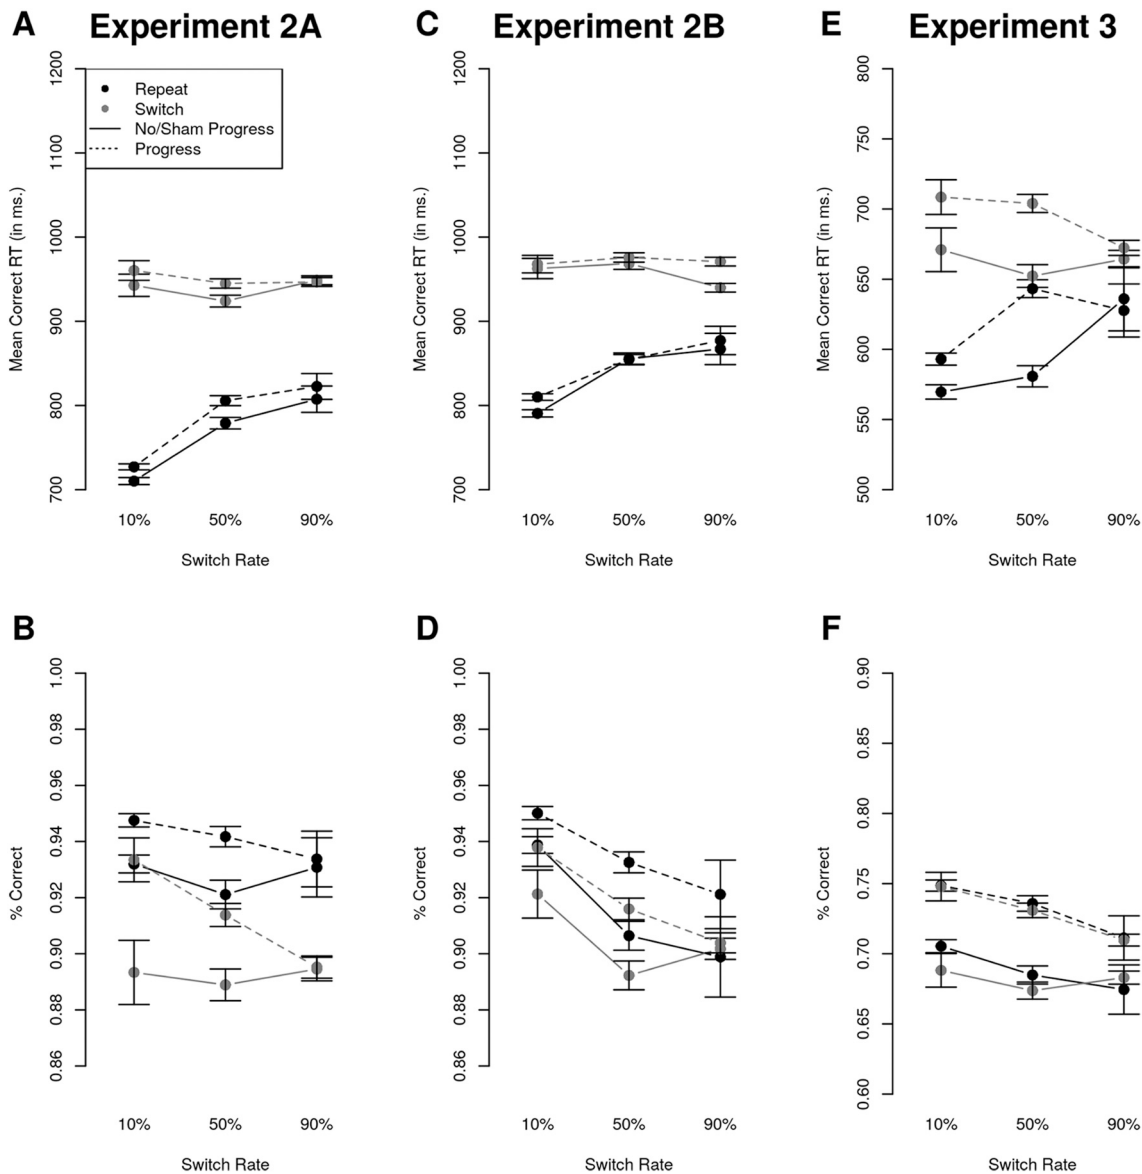 A Experiment 2A
C Experiment 2B
E Experiment 3
Repeat
Switch
No/Sham Progress
Progress
Mean Correct RT (in ms.)
700 800 900 1000 1100 1200
10% 50% 90%
Switch Rate
Mean Correct RT (in ms.)
700 800 900 1000 1100 1200
10% 50% 90%
Switch Rate
Mean Correct RT (in ms.)
500 550 600 650 700 750 800
10% 50% 90%
Switch Rate
B
% Correct
0.86 0.88 0.90 0.92 0.94 0.96 0.98 1.00
10% 50% 90%
Switch Rate
D
% Correct
0.86 0.88 0.90 0.92 0.94 0.96 0.98 1.00
10% 50% 90%
Switch Rate
F
% Correct
0.60 0.65 0.70 0.75 0.80 0.85 0.90
10% 50% 90%
Switch Rate